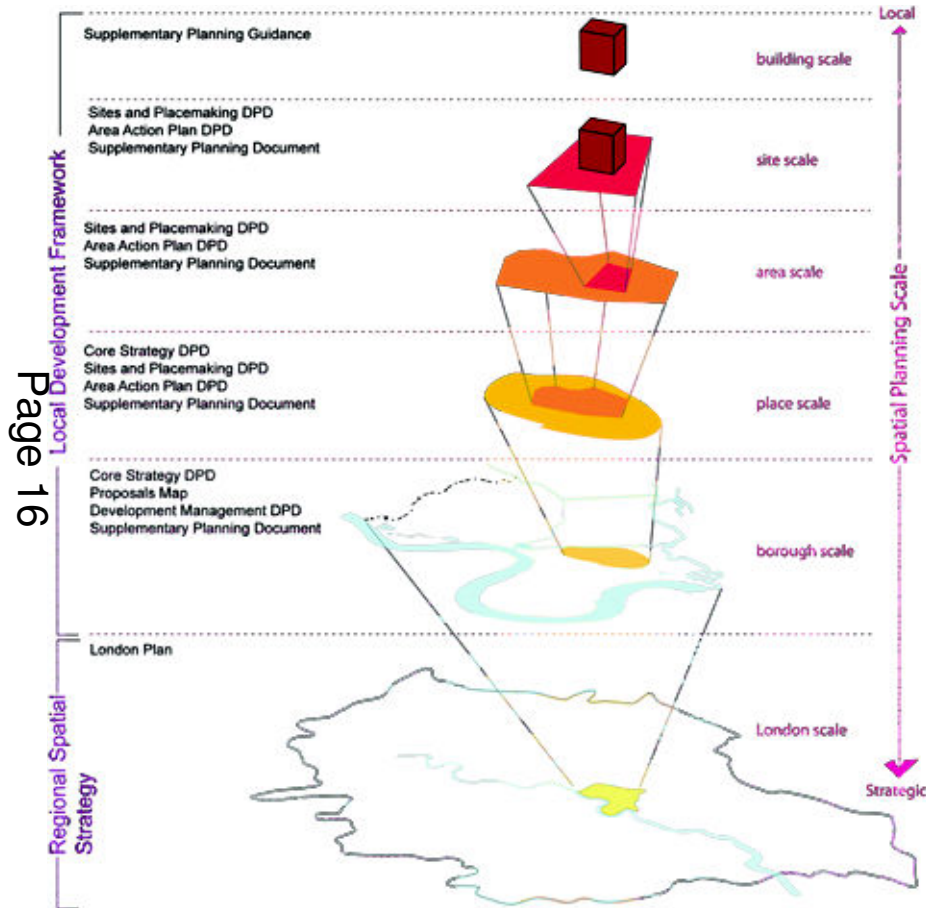 Local
Supplementary Planning Guidance
building scale
Sites and Placemaking DPD
Area Action Plan DPD
Supplementary Planning Document
site scale
Sites and Placemaking DPD
Area Action Plan DPD
Supplementary Planning Document
area scale
Core Strategy DPD
Sites and Placemaking DPD
Area Action Plan DPD
Supplementary Planning Document
place scale
Core Strategy DPD
Proposals Map
Development Management DPD
Supplementary Planning Document
borough scale
London Plan
London scale
Strategic
Local Development Framework
Regional Spatial
Strategy
Spatial Planning Scale
Page 16